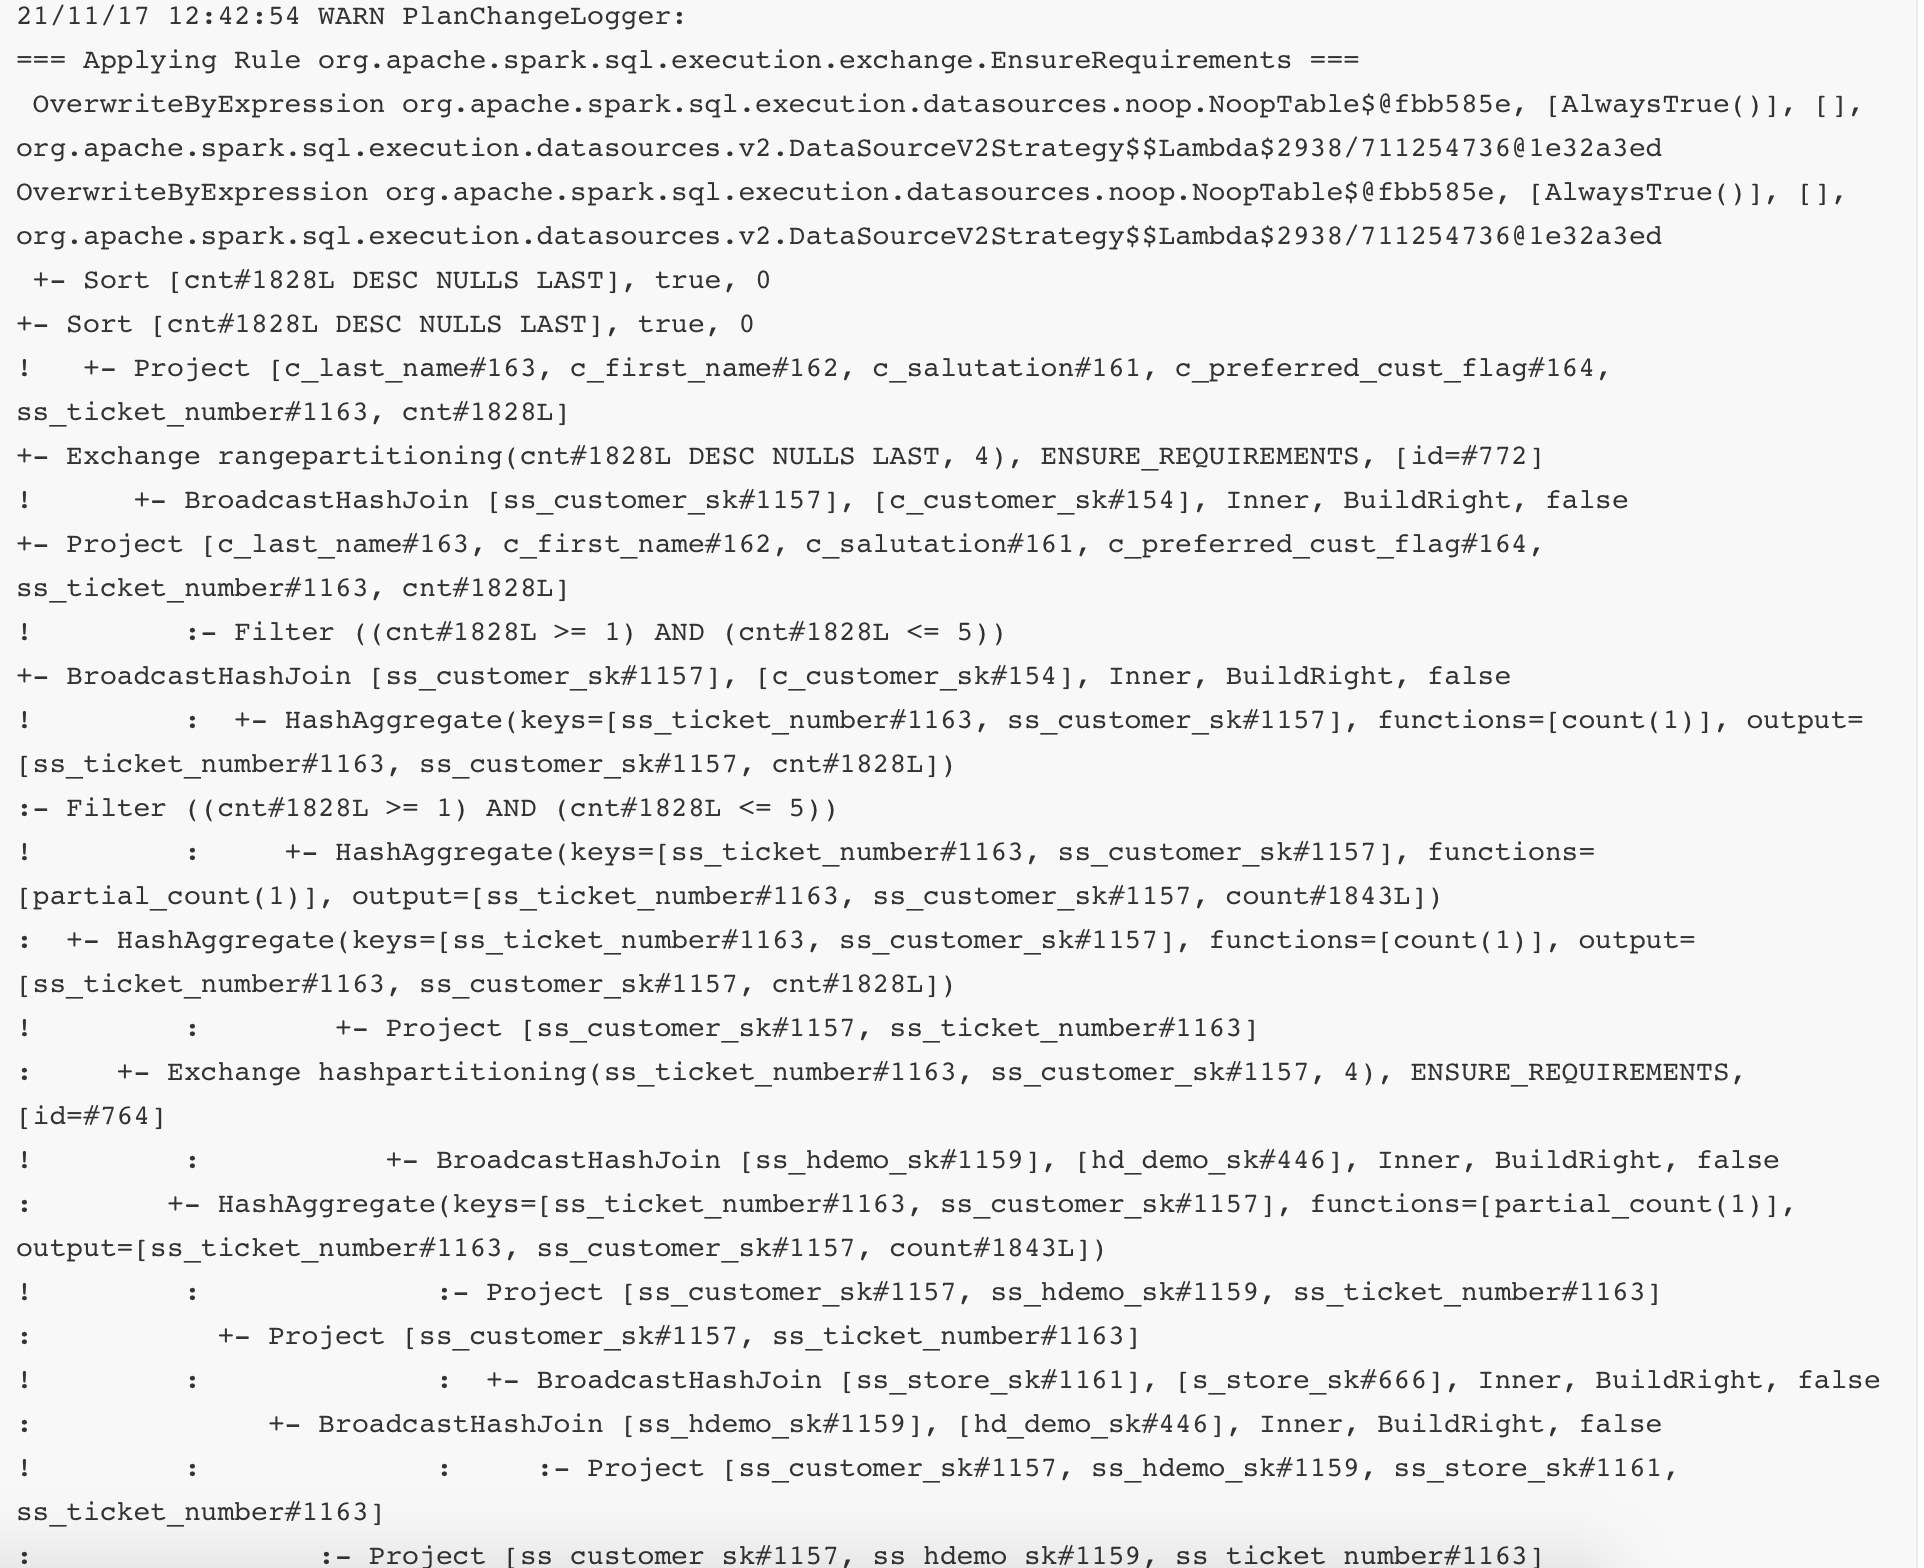 21/11/17 12:42:54 WARN PlanChangeLogger:
=== Applying Rule org.apache.spark.sql.execution.exchange.EnsureRequirements ===
 OverwriteByExpression org.apache.spark.sql.execution.datasources.noop.NoopTable$@fbb585e, [AlwaysTrue()], [],
org.apache.spark.sql.execution.datasources.v2.DataSourceV2Strategy$$Lambda$2938/711254736@1e32a3ed
OverwriteByExpression org.apache.spark.sql.execution.datasources.noop.NoopTable$@fbb585e, [AlwaysTrue()], [],
org.apache.spark.sql.execution.datasources.v2.DataSourceV2Strategy$$Lambda$2938/711254736@1e32a3ed
 +- Sort [cnt#1828L DESC NULLS LAST], true, 0
+- Sort [cnt#1828L DESC NULLS LAST], true, 0
!   +- Project [c_last_name#163, c_first_name#162, c_salutation#161, c_preferred_cust_flag#164,
ss_ticket_number#1163, cnt#1828L]
+- Exchange rangepartitioning(cnt#1828L DESC NULLS LAST, 4), ENSURE_REQUIREMENTS, [id=#772]
!      +- BroadcastHashJoin [ss_customer_sk#1157], [c_customer_sk#154], Inner, BuildRight, false
+- Project [c_last_name#163, c_first_name#162, c_salutation#161, c_preferred_cust_flag#164,
ss_ticket_number#1163, cnt#1828L]
!         :- Filter ((cnt#1828L >= 1) AND (cnt#1828L <= 5))
+- BroadcastHashJoin [ss_customer_sk#1157], [c_customer_sk#154], Inner, BuildRight, false
!         :  +- HashAggregate(keys=[ss_ticket_number#1163, ss_customer_sk#1157], functions=[count(1)], output=
[ss_ticket_number#1163, ss_customer_sk#1157, cnt#1828L])
:- Filter ((cnt#1828L >= 1) AND (cnt#1828L <= 5))
!         :     +- HashAggregate(keys=[ss_ticket_number#1163, ss_customer_sk#1157], functions=
[partial_count(1)], output=[ss_ticket_number#1163, ss_customer_sk#1157, count#1843L])
:  +- HashAggregate(keys=[ss_ticket_number#1163, ss_customer_sk#1157], functions=[count(1)], output=
[ss_ticket_number#1163, ss_customer_sk#1157, cnt#1828L])
!         :        +- Project [ss_customer_sk#1157, ss_ticket_number#1163]
:     +- Exchange hashpartitioning(ss_ticket_number#1163, ss_customer_sk#1157, 4), ENSURE_REQUIREMENTS,
[id=#764]
!         :           +- BroadcastHashJoin [ss_hdemo_sk#1159], [hd_demo_sk#446], Inner, BuildRight, false
:        +- HashAggregate(keys=[ss_ticket_number#1163, ss_customer_sk#1157], functions=[partial_count(1)],
output=[ss_ticket_number#1163, ss_customer_sk#1157, count#1843L])
!         :              :- Project [ss_customer_sk#1157, ss_hdemo_sk#1159, ss_ticket_number#1163]
:           +- Project [ss_customer_sk#1157, ss_ticket_number#1163]
!         :              :  +- BroadcastHashJoin [ss_store_sk#1161], [s_store_sk#666], Inner, BuildRight, false
:              +- BroadcastHashJoin [ss_hdemo_sk#1159], [hd_demo_sk#446], Inner, BuildRight, false
!         :              :     :- Project [ss_customer_sk#1157, ss_hdemo_sk#1159, ss_store_sk#1161,
ss_ticket_number#1163]
:                 :- Project [ss_customer_sk#1157, ss_hdemo_sk#1159, ss_ticket_number#1163]